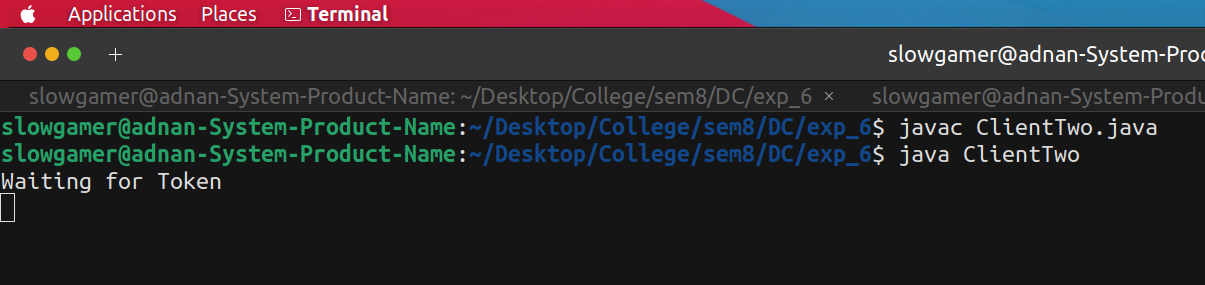 Applications Places Terminal
slowgamer@adnan-System-Prod
slowgamer@adnan-System-Product-Name: ~/Desktop/College/sem8/DC/exp_6 × slowgamer@adnan-System-Produ
slowgamer@adnan-System-Product-Name:~/Desktop/College/sem8/DC/exp_6$ javac ClientTwo.java
slowgamer@adnan-System-Product-Name:~/Desktop/College/sem8/DC/exp_6$ java ClientTwo
Waiting for Token